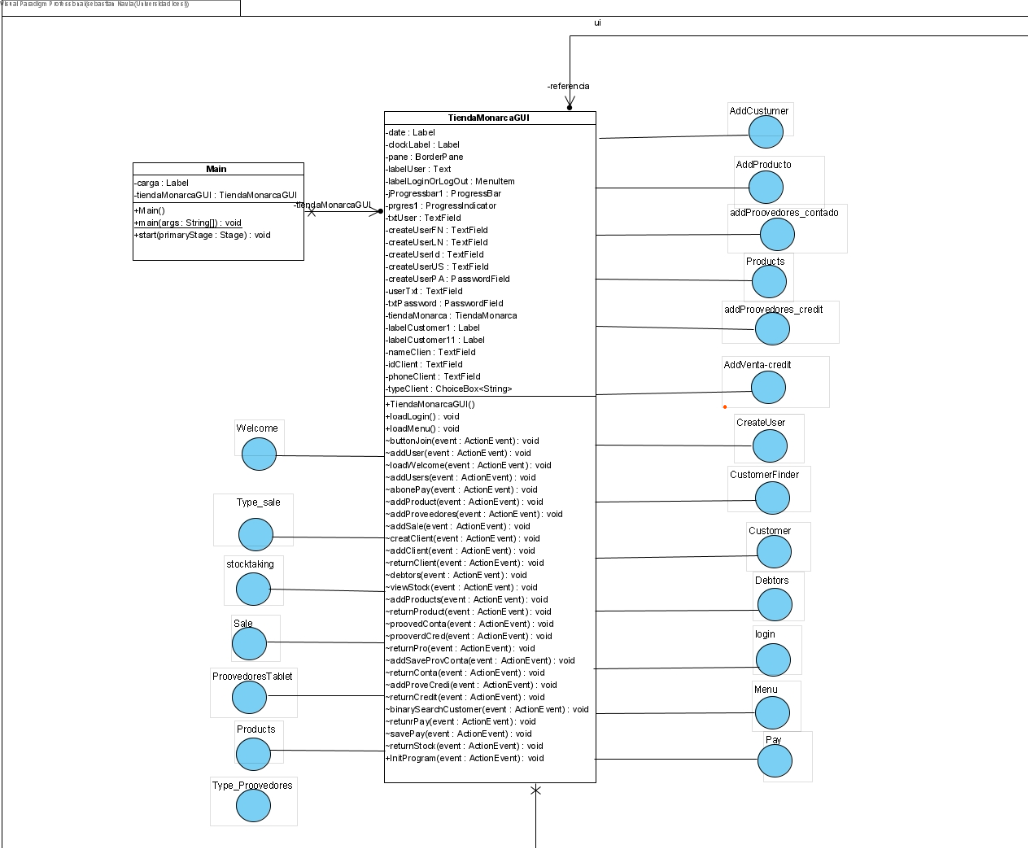 Visual Paradigm Professional(sebastian Navia(Universidad Icesi))
ui
-referencia
Main
-carga : Label
-tiendaMonarcaGUI : TiendaMonarcaGUI
+Main()
+main(args : String[]) : void
+start(primaryStage : Stage) : void
-tiendaMonarcaGUI
TiendaMonarcaGUI
-date : Label
-clockLabel : Label
-pane : BorderPane
-labelUser : Text
-labelLoginOrLogOut : MenuItem
-jProgressbar1 : ProgressBar
-prgres1 : ProgressIndicator
-txtUser : TextField
-createUserFN : TextField
-createUserLN : TextField
-createUserId : TextField
-createUserUS : TextField
-createUserPA : PasswordField
-userTxt : TextField
-txtPassword : PasswordField
-tiendaMonarca : TiendaMonarca
-labelCustomer1 : Label
-labelCustomer11 : Label
-nameClien : TextField
-idClient : TextField
-phoneClient : TextField
-typeClient : ChoiceBox<String>
+TiendaMonarcaGUI()
+loadLogin() : void
+loadMenu() : void
~buttonJoin(event : ActionEvent) : void
~addUser(event : ActionEvent) : void
~loadWelcome(event : ActionEvent) : void
~addUsers(event : ActionEvent) : void
~abonePay(event : ActionEvent) : void
~addProduct(event : ActionEvent) : void
~addProveedores(event : ActionEvent) : void
~addSale(event : ActionEvent) : void
~creatClient(event : ActionEvent) : void
~addClient(event : ActionEvent) : void
~returnClient(event : ActionEvent) : void
~debtors(event : ActionEvent) : void
~viewStock(event : ActionEvent) : void
~addProducts(event : ActionEvent) : void
~returnProduct(event : ActionEvent) : void
~proovedConta(event : ActionEvent) : void
~prooverdCred(event : ActionEvent) : void
~returnPro(event : ActionEvent) : void
~addSaveProvConta(event : ActionEvent) : void
~returnConta(event : ActionEvent) : void
~addProveCredi(event : ActionEvent) : void
~returnCredit(event : ActionEvent) : void
~binarySearchCustomer(event : ActionEvent) : void
~retunrPay(event : ActionEvent) : void
~savePay(event : ActionEvent) : void
~returnStock(event : ActionEvent) : void
+InitProgram(event : ActionEvent) : void
Welcome
Type_sale
stocktaking
Sale
ProovedoresTablet
Products
Type_Proovedores
AddCustumer
AddProducto
addProovedores_contado
Products
addProovedores_credit
AddVenta-credit
CreateUser
CustomerFinder
Customer
Debtors
login
Menu
Pay